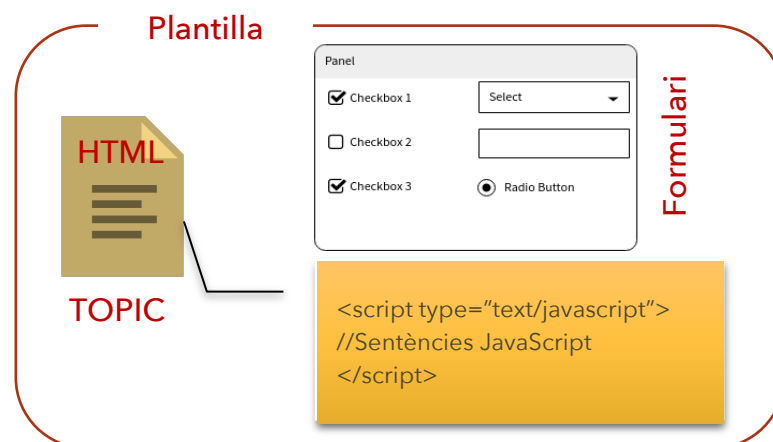 Plantilla
HTML
TOPIC
Panel
Checkbox 1
Select
Checkbox 2
Checkbox 3
Radio Button
Formulari
<script type=”text/javascript”>
//Sentències JavaScript
</script>